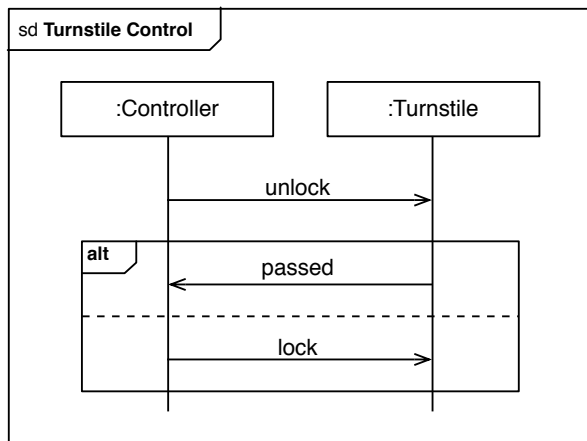 sd Turnstile Control
:Controller
:Turnstile
unlock
alt
passed
lock